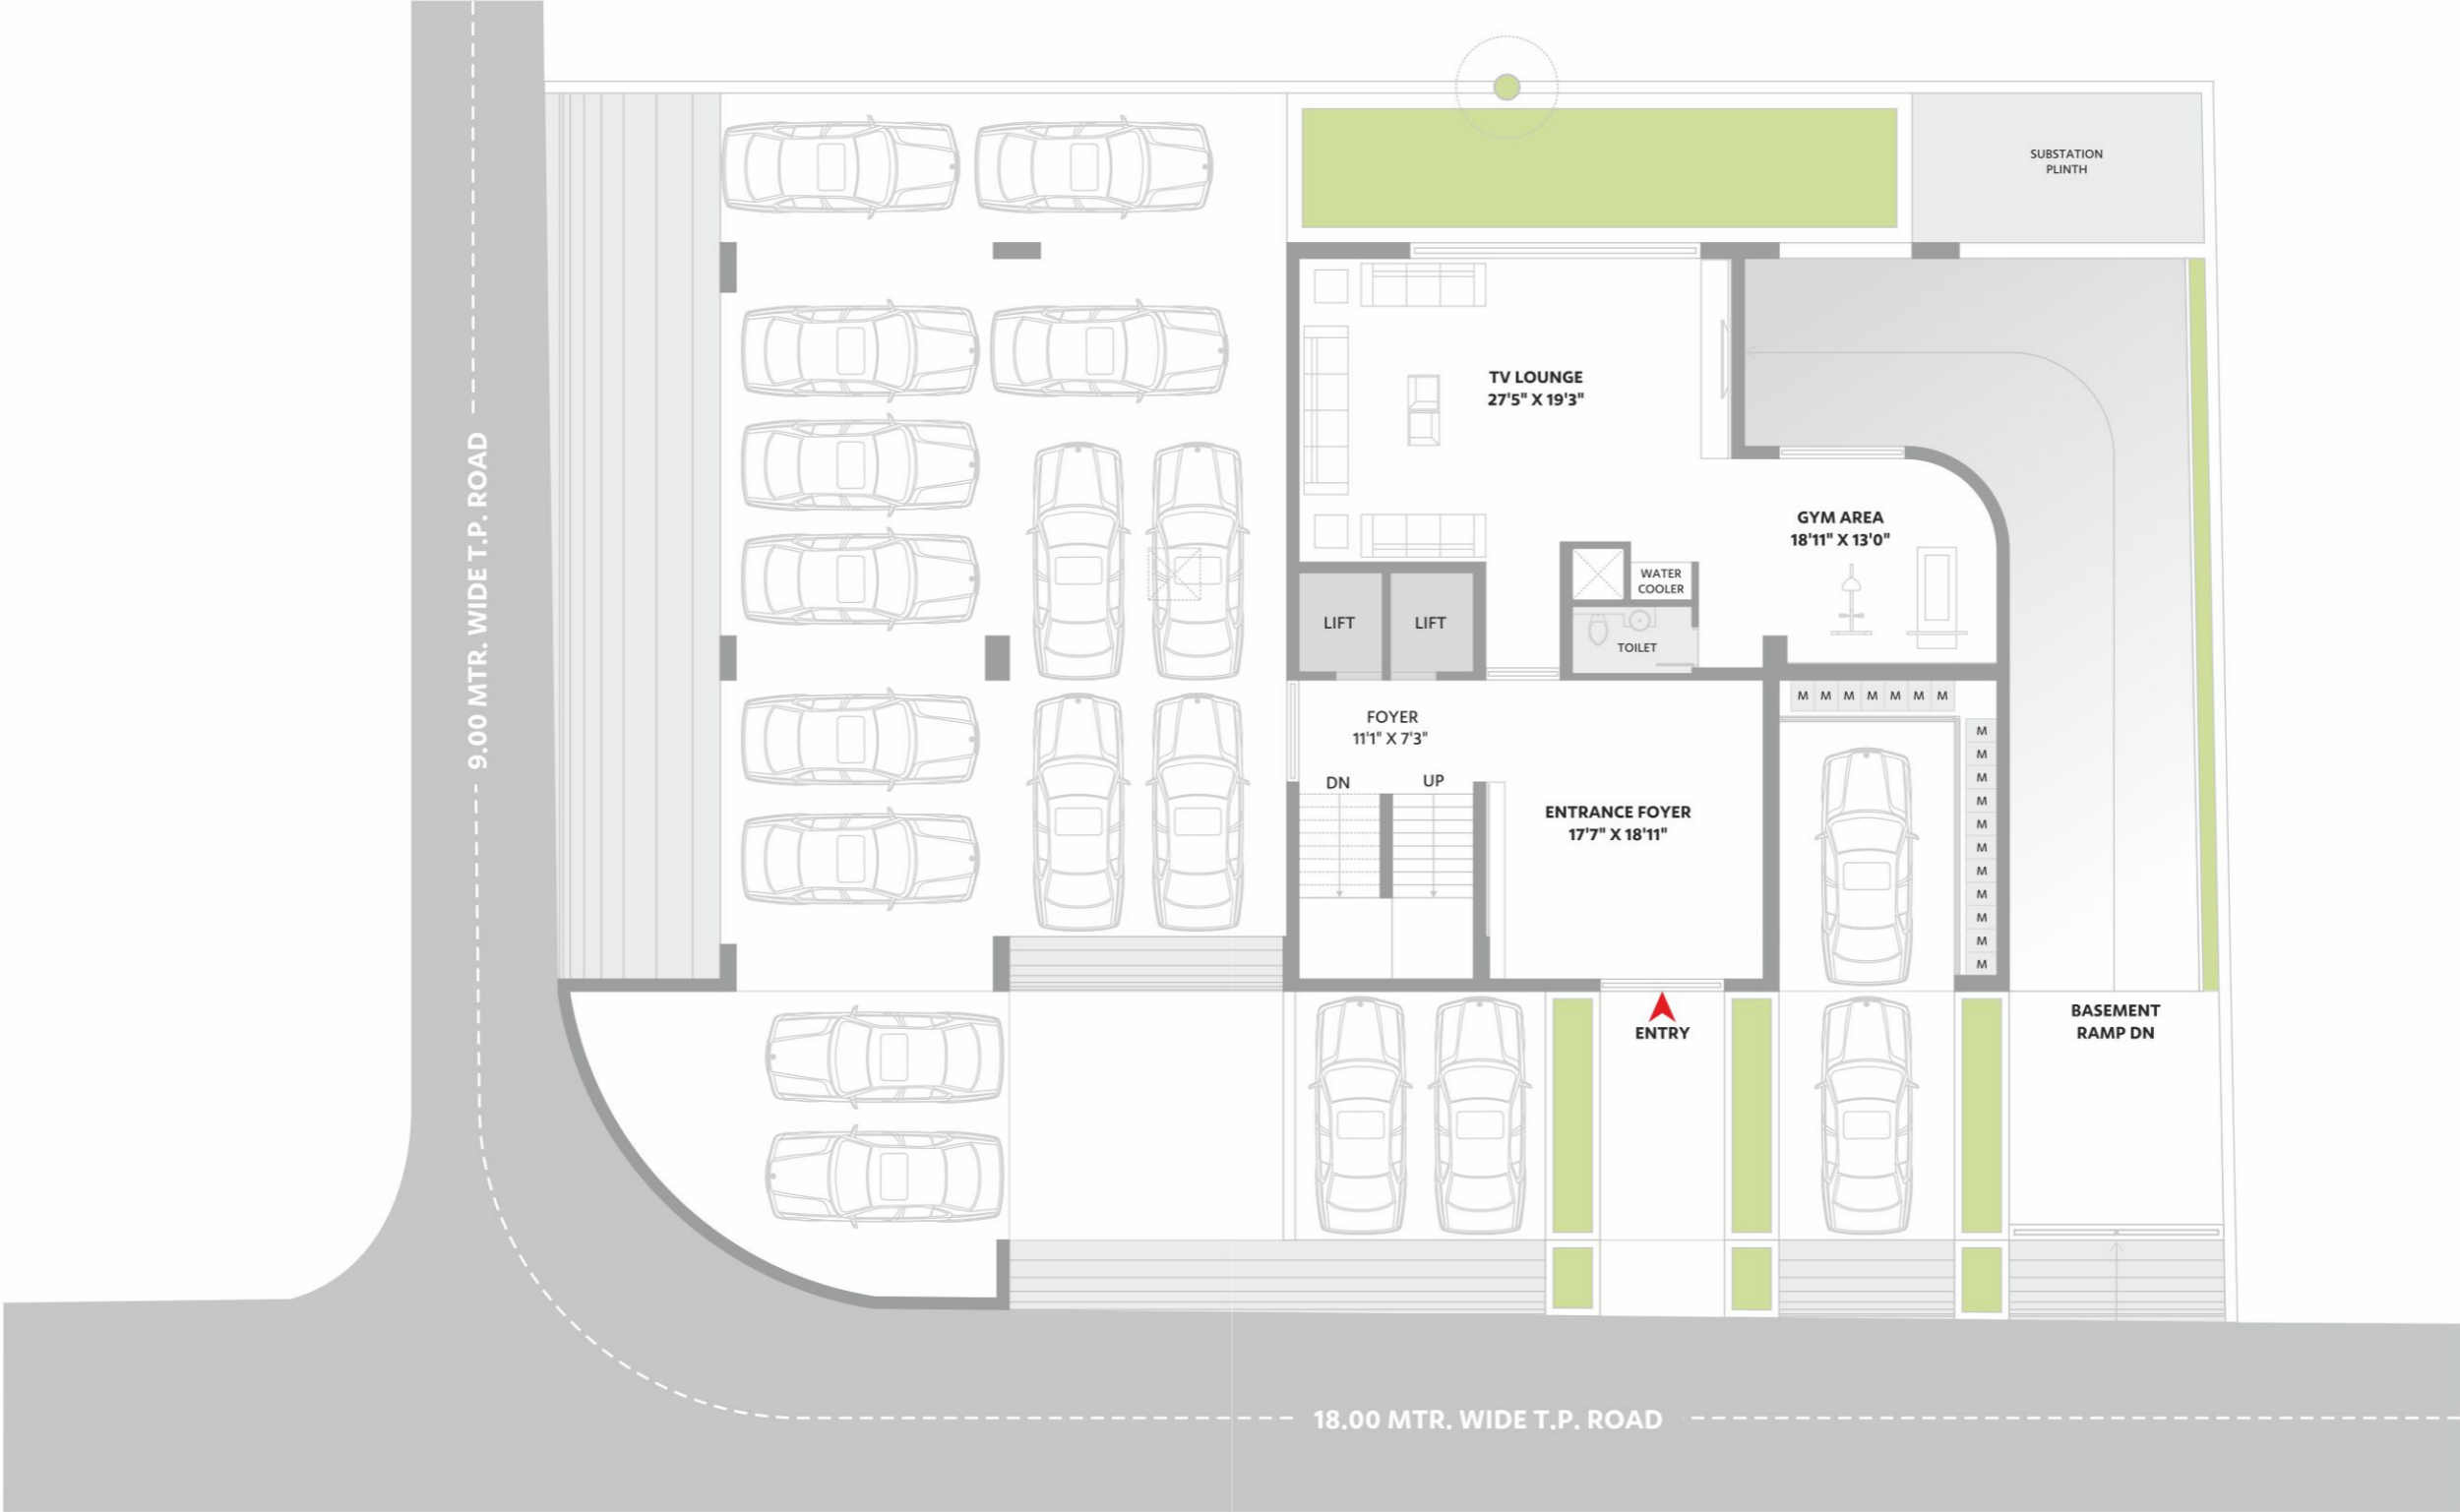 SUBSTATION
PLINTH
9.00 MTR. WIDE T.P. ROAD
TV LOUNGE
27'5" X 19'3"
GYM AREA
18'11" X 13'0"
WATER
COOLER
LIFT
LIFT
TOILET
M M M M M M M
FOYER
11'1" X 7'3"
DN
UP
M
M
M
M
M
M
M
M
M
M
M
ENTRANCE FOYER
17'7" X 18'11"
ENTRY
BASEMENT
RAMP DN
18.00 MTR. WIDE T.P. ROAD